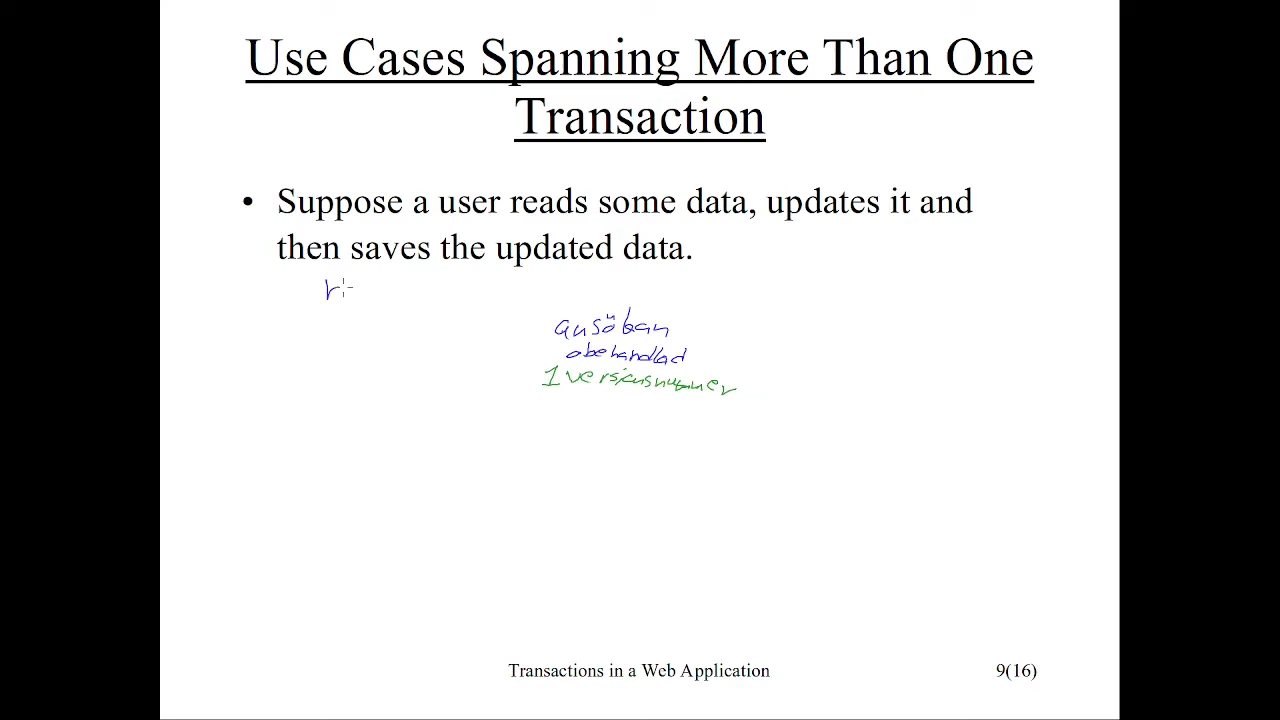 Use Cases Spanning More Than One
Transaction
• Suppose a user reads some data, updates it and
then saves the updated data.
r
ansökan
obehandlad
1 versionsnummer
Transactions in a Web Application
9(16)